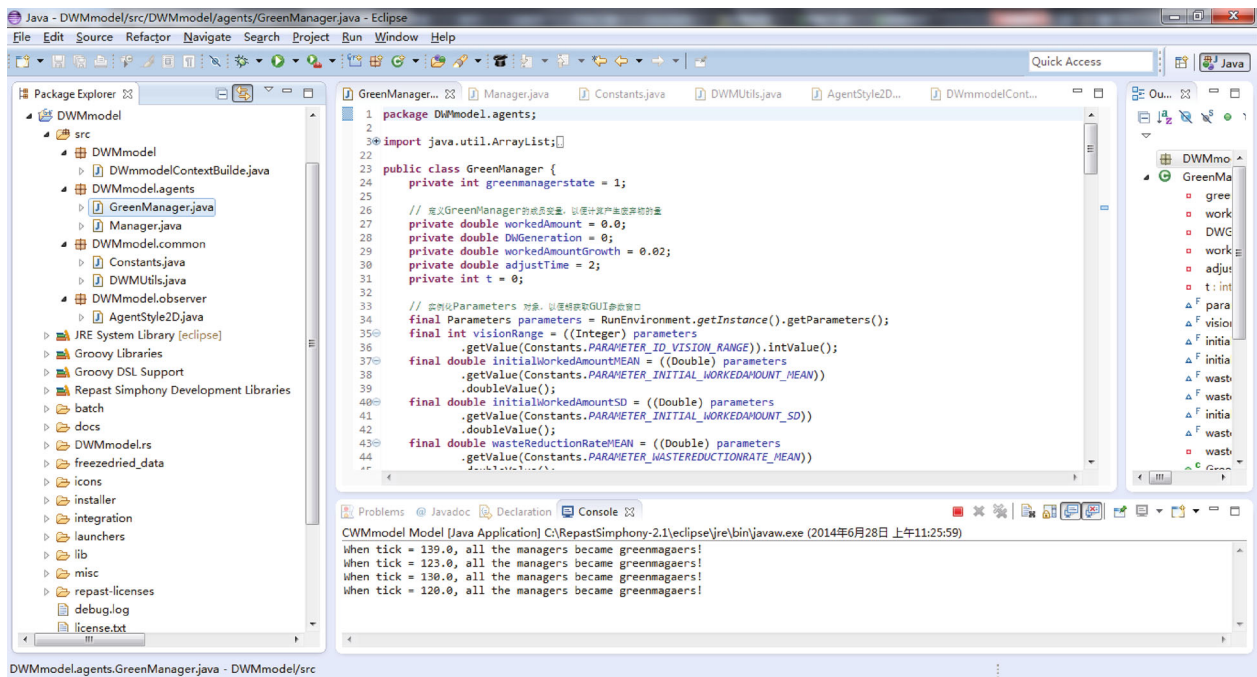 Java - DWMmodel/src/DWMmodel/agents/GreenManager.java - Eclipse
File Edit Source Refactor Navigate Search Project Run Window Help
Quick Access
Java
Package Explorer
DWMmodel
src
DWMmodel
DWmmodelContextBuilde.java
DWMmodel.agents
GreenManager.java
Manager.java
DWMmodel.common
Constants.java
DWMUtils.java
DWMmodel.observer
AgentStyle2D.java
JRE System Library [eclipse]
Groovy Libraries
Groovy DSL Support
Repast Simphony Development Libraries
batch
docs
DWMmodel.rs
freezedried_data
icons
installer
integration
launchers
lib
misc
repast-licenses
debug.log
license.txt
GreenManager... Manager.java Constants.java DWMUtils.java AgentStyle2D... DWmmodelCont...
1 package DWMmodel.agents;
2
3 import java.util.ArrayList;
22
23 public class GreenManager {
24 private int greenmanagerstate = 1;
25
26 // 定义GreenManager的成员变量，以便计算产生废弃物的量
27 private double workedAmount = 0.0;
28 private double DWGeneration = 0;
29 private double workedAmountGrowth = 0.02;
30 private double adjustTime = 2;
31 private int t = 0;
32
33 // 实例化Parameters 对象，以便能获取GUI参数窗口
34 final Parameters parameters = RunEnvironment.getInstance().getParameters();
35 final int visionRange = ((Integer) parameters
36 .getValue(Constants.PARAMETER_ID_VISION_RANGE)).intValue();
37 final double initialWorkedAmountMEAN = ((Double) parameters
38 .getValue(Constants.PARAMETER_INITIAL_WORKEDAMOUNT_MEAN))
39 .doubleValue();
40 final double initialWorkedAmountSD = ((Double) parameters
41 .getValue(Constants.PARAMETER_INITIAL_WORKEDAMOUNT_SD))
42 .doubleValue();
43 final double wasteReductionRateMEAN = ((Double) parameters
44 .getValue(Constants.PARAMETER_WASTEREDUCTIONRATE_MEAN))
Ou...
DWMmo
GreenMa
gree
work
DWG
work
adjus
t : int
para
visio
initia
initia
wast
wast
initia
wast
wast
Gree
Problems Javadoc Declaration Console
CWMmodel Model [Java Application] C:\RepastSimphony-2.1\eclipse\jre\bin\javaw.exe (2014年6月28日 上午11:25:59)
When tick = 139.0, all the managers became greenmagaers!
When tick = 123.0, all the managers became greenmagaers!
When tick = 130.0, all the managers became greenmagaers!
When tick = 120.0, all the managers became greenmagaers!
DWMmodel.agents.GreenManager.java - DWMmodel/src